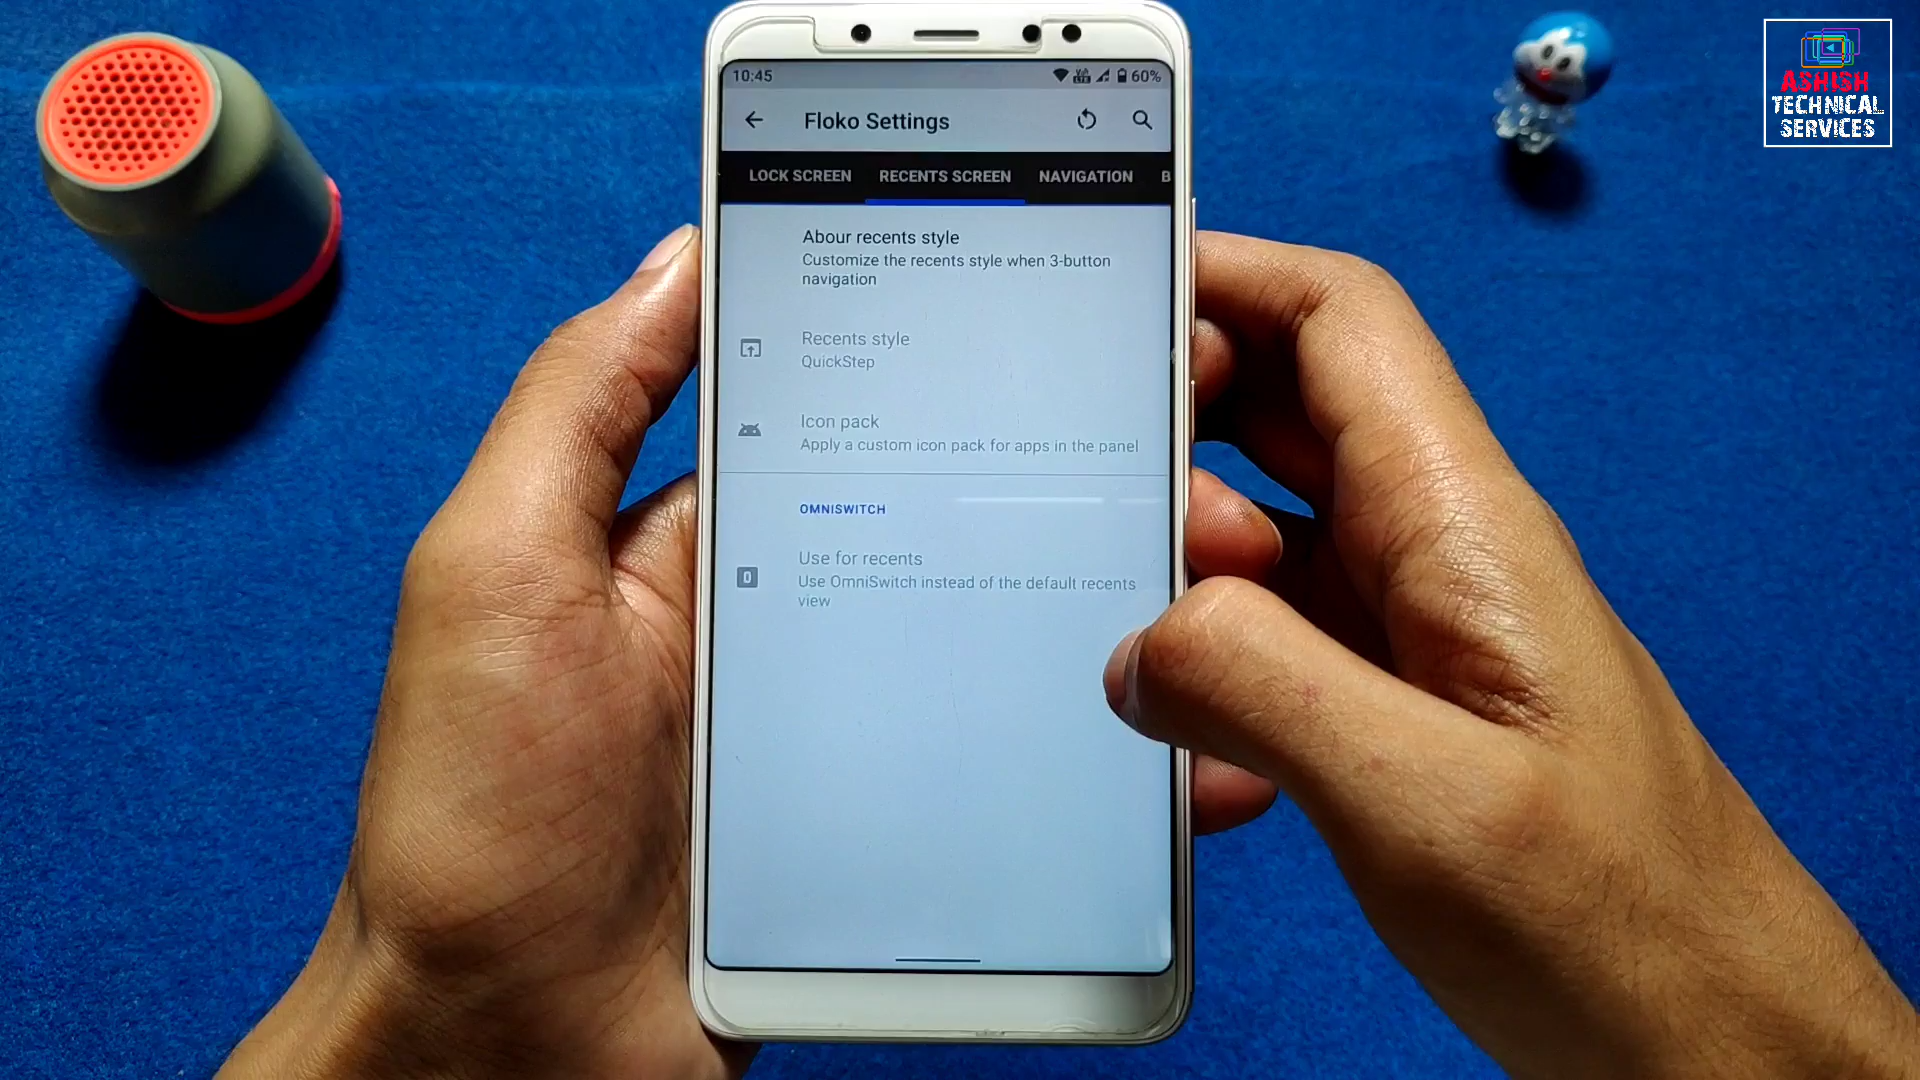 10:45
60%
Floko Settings
LOCK SCREEN
RECENTS SCREEN
NAVIGATION
B
Abour recents style
Customize the recents style when 3-button
navigation
Recents style
QuickStep
Icon pack
Apply a custom icon pack for apps in the panel
OMNISWITCH
Use for recents
Use OmniSwitch instead of the default recents
view
ASHISH
TECHNICAL
SERVICES